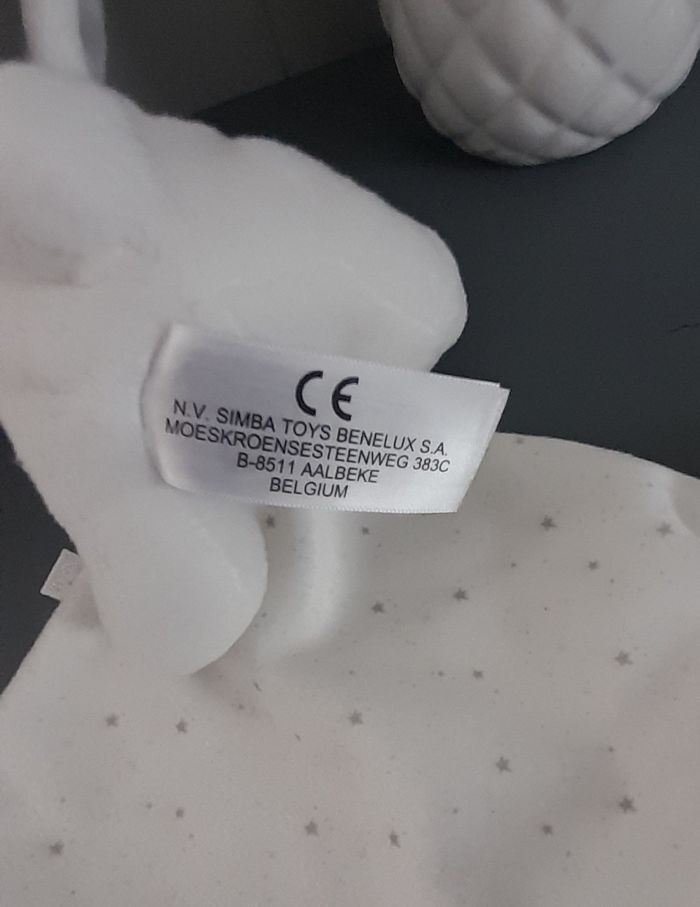 CE
N.V. SIMBA TOYS BENELUX S.A.
MOESKROENSESTEENWEG 383C
B-8511 AALBEKE
BELGIUM